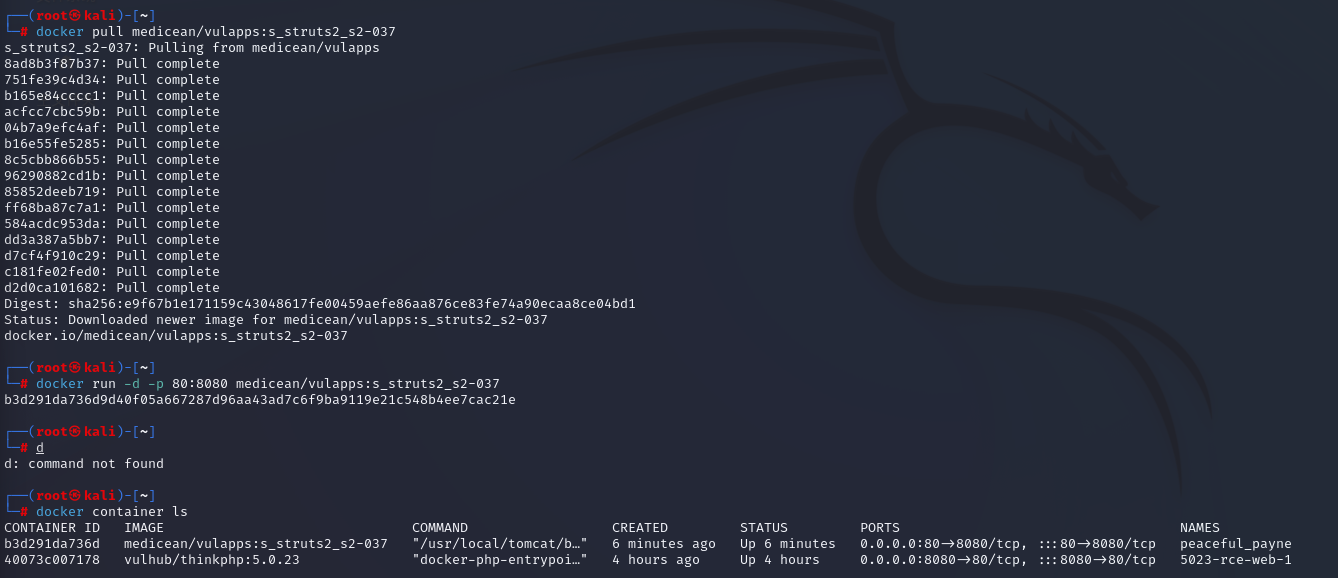 ┌──(root㉿kali)-[~]
└─# docker pull medicean/vulapps:s_struts2_s2-037
s_struts2_s2-037: Pulling from medicean/vulapps
8ad8b3f87b37: Pull complete
751fe39c4d34: Pull complete
b165e84cccc1: Pull complete
acfcc7cbc59b: Pull complete
04b7a9efc4af: Pull complete
b16e55fe5285: Pull complete
8c5cbb866b55: Pull complete
96290882cd1b: Pull complete
85852deeb719: Pull complete
ff68ba87c7a1: Pull complete
584acdc953da: Pull complete
dd3a387a5bb7: Pull complete
d7cf4f910c29: Pull complete
c181fe02fed0: Pull complete
d2d0ca101682: Pull complete
Digest: sha256:e9f67b1e171159c43048617fe00459aefe86aa876ce83fe74a90ecaa8ce04bd1
Status: Downloaded newer image for medicean/vulapps:s_struts2_s2-037
docker.io/medicean/vulapps:s_struts2_s2-037
┌──(root㉿kali)-[~]
└─# docker run -d -p 80:8080 medicean/vulapps:s_struts2_s2-037
b3d291da736d9d40f05a667287d96aa43ad7c6f9ba9119e21c548b4ee7cac21e
┌──(root㉿kali)-[~]
└─# d
d: command not found
┌──(root㉿kali)-[~]
└─# docker container ls
CONTAINER ID   IMAGE                               COMMAND                  CREATED         STATUS         PORTS                                   NAMES
b3d291da736d   medicean/vulapps:s_struts2_s2-037   "/usr/local/tomcat/b…"   6 minutes ago   Up 6 minutes   0.0.0.0:80->8080/tcp, :::80->8080/tcp   peaceful_payne
40073c007178   vulhub/thinkphp:5.0.23              "docker-php-entrypoi…"   4 hours ago     Up 4 hours     0.0.0.0:8080->80/tcp, :::8080->80/tcp   5023-rce-web-1